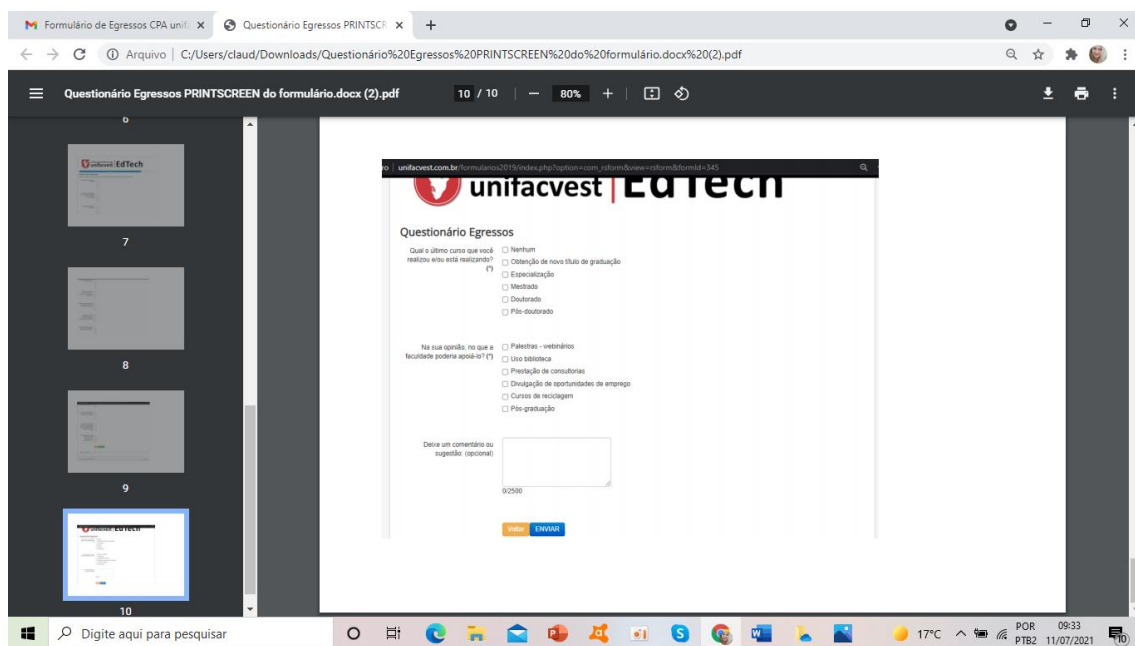 Formulário de Egressos CPA unif
Questionário Egressos PRINTSCR
Arquivo | C:/Users/claud/Downloads/Questionário%20Egressos%20PRINTSCREEN%20do%20formulário.docx%20(2).pdf
Questionário Egressos PRINTSCREEN do formulário.docx (2).pdf
10 / 10 | − 80% +
6
unifacvest EdTech
7
8
9
10
unifacvest.com.br/formularios2019/index.php?option=com_rsform&view=rsform&formId=345
unifacvest | EdTech
Questionário Egressos
Qual o último curso que você
realizou e/ou está realizando?
(*)
Nenhum
Obtenção de novo título de graduação
Especialização
Mestrado
Doutorado
Pós-doutorado
Na sua opinião, no que a
faculdade poderia apoiá-lo? (*)
Palestras - webinários
Uso biblioteca
Prestação de consultorias
Divulgação de oportunidades de emprego
Cursos de reciclagem
Pós-graduação
Deixe um comentário ou
sugestão: (opcional)
0/2500
Voltar ENVIAR
Digite aqui para pesquisar
17°C
POR
PTB2
09:33
11/07/2021